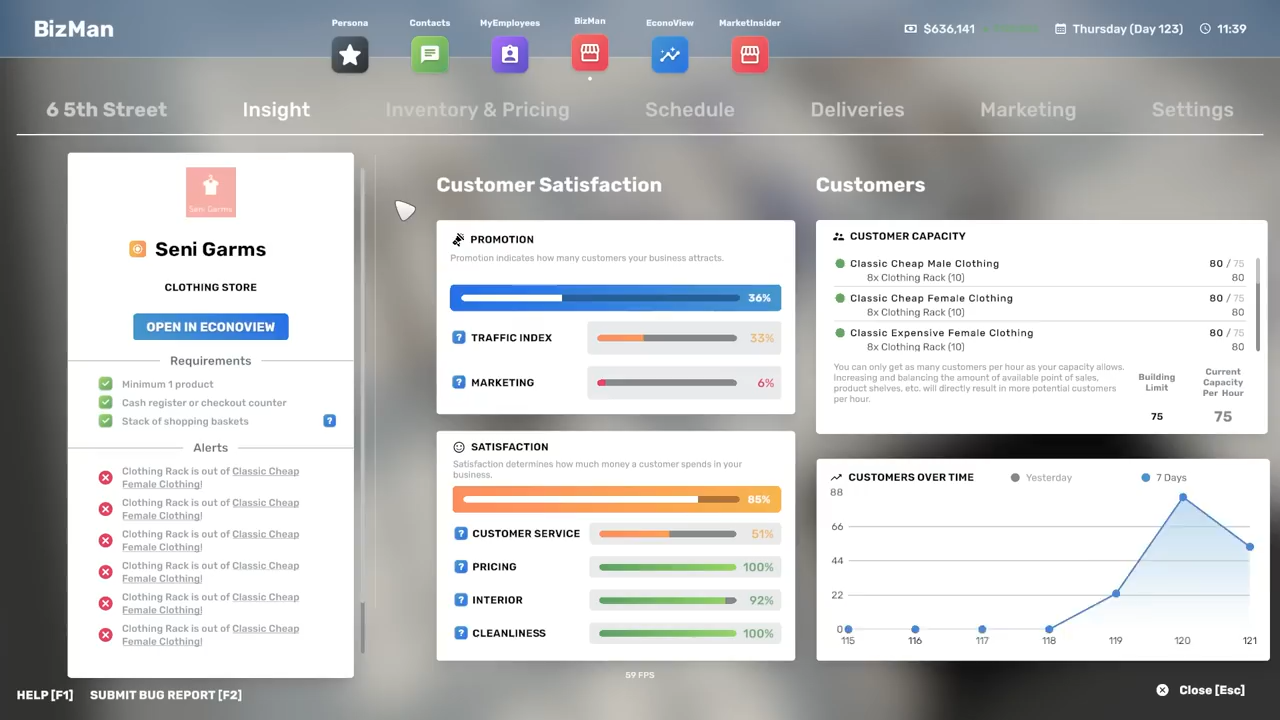 BizMan
Persona
Contacts
MyEmployees
BizMan
EconoView
MarketInsider
$636,141
Thursday (Day 123)
11:39
6 5th Street
Insight
Inventory & Pricing
Schedule
Deliveries
Marketing
Settings
Seni Garms
Seni Garms
CLOTHING STORE
OPEN IN ECONOVIEW
Requirements
Minimum 1 product
Cash register or checkout counter
Stack of shopping baskets
?
Alerts
Clothing Rack is out of Classic Cheap
Female Clothing!
Clothing Rack is out of Classic Cheap
Female Clothing!
Clothing Rack is out of Classic Cheap
Female Clothing!
Clothing Rack is out of Classic Cheap
Female Clothing!
Clothing Rack is out of Classic Cheap
Female Clothing!
Clothing Rack is out of Classic Cheap
Female Clothing!
Customer Satisfaction
PROMOTION
Promotion indicates how many customers your business attracts.
36%
? TRAFFIC INDEX 33%
? MARKETING 6%
SATISFACTION
Satisfaction determines how much money a customer spends in your
business.
85%
? CUSTOMER SERVICE 51%
? PRICING 100%
? INTERIOR 92%
? CLEANLINESS 100%
Customers
CUSTOMER CAPACITY
Classic Cheap Male Clothing 80 / 75
8x Clothing Rack (10) 80
Classic Cheap Female Clothing 80 / 75
8x Clothing Rack (10) 80
Classic Expensive Female Clothing 80 / 75
8x Clothing Rack (10) 80
You can only get as many customers per hour as your capacity allows.
Increasing and balancing the amount of available point of sales,
product shelves, etc. will directly result in more potential customers
per hour.
Building
Limit
75
Current
Capacity
Per Hour
75
CUSTOMERS OVER TIME
Yesterday
7 Days
88
66
44
22
0
115 116 117 118 119 120 121
59 FPS
HELP [F1]
SUBMIT BUG REPORT [F2]
Close [Esc]